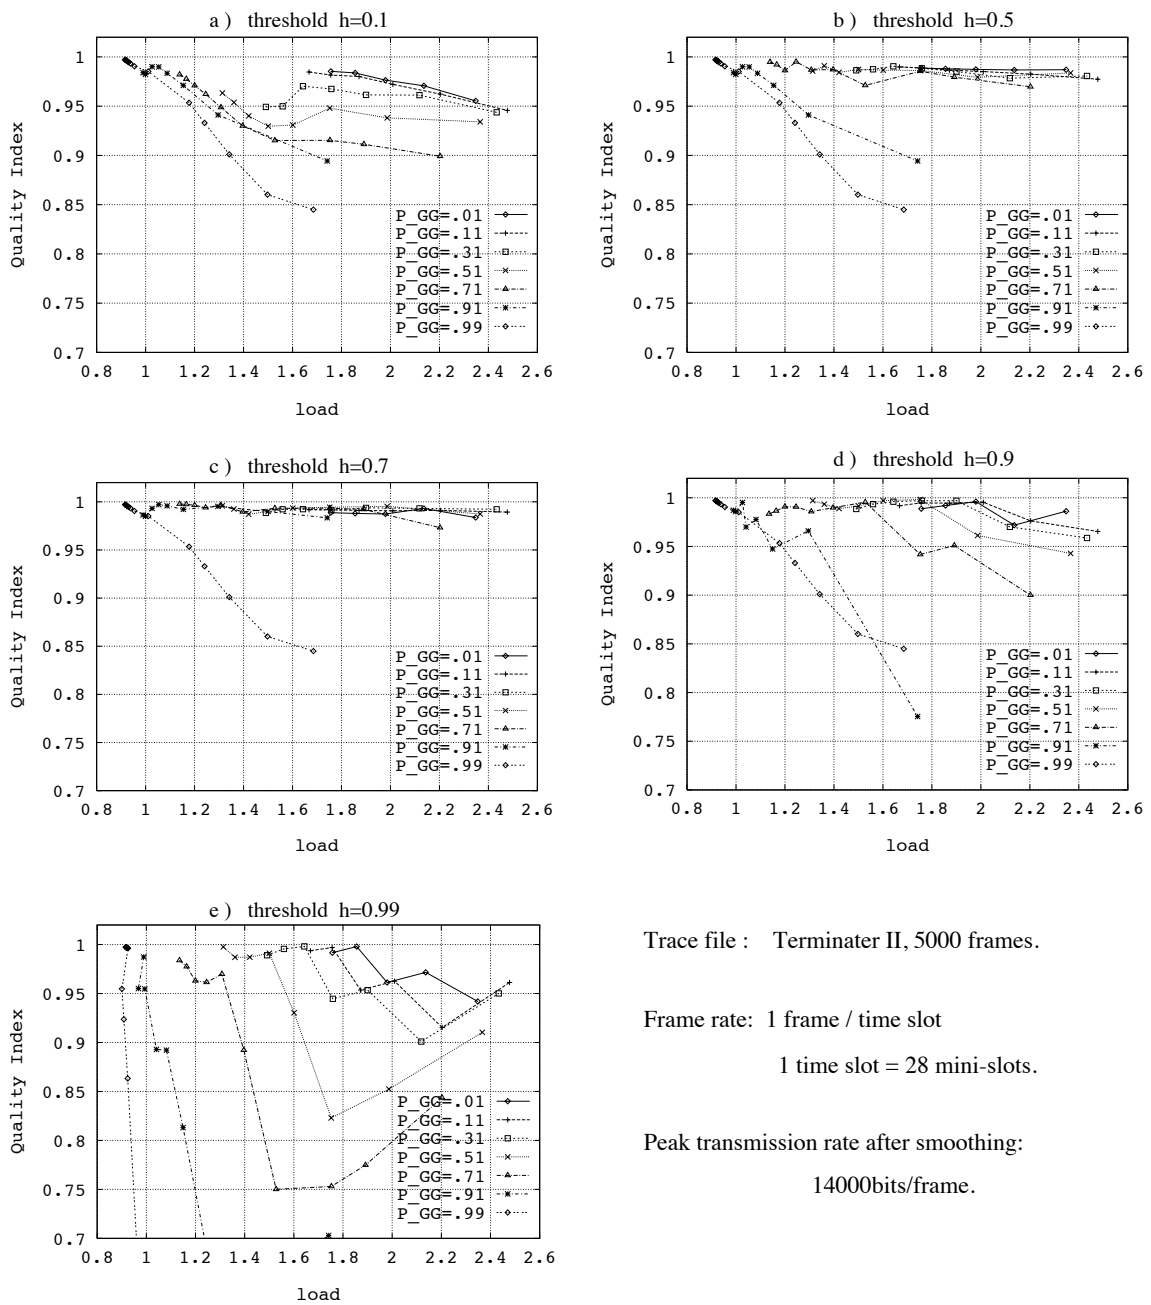 a ) threshold h=0.1
1
0.95
0.9
0.85
0.8
0.75
0.7
Quality Index
P_GG=.01
P_GG=.11
P_GG=.31
P_GG=.51
P_GG=.71
P_GG=.91
P_GG=.99
0.8 1 1.2 1.4 1.6 1.8 2 2.2 2.4 2.6
load
b ) threshold h=0.5
1
0.95
0.9
0.85
0.8
0.75
0.7
Quality Index
P_GG=.01
P_GG=.11
P_GG=.31
P_GG=.51
P_GG=.71
P_GG=.91
P_GG=.99
0.8 1 1.2 1.4 1.6 1.8 2 2.2 2.4 2.6
load
c ) threshold h=0.7
1
0.95
0.9
0.85
0.8
0.75
0.7
Quality Index
P_GG=.01
P_GG=.11
P_GG=.31
P_GG=.51
P_GG=.71
P_GG=.91
P_GG=.99
0.8 1 1.2 1.4 1.6 1.8 2 2.2 2.4 2.6
load
d ) threshold h=0.9
1
0.95
0.9
0.85
0.8
0.75
0.7
Quality Index
P_GG=.01
P_GG=.11
P_GG=.31
P_GG=.51
P_GG=.71
P_GG=.91
P_GG=.99
0.8 1 1.2 1.4 1.6 1.8 2 2.2 2.4 2.6
load
e ) threshold h=0.99
1
0.95
0.9
0.85
0.8
0.75
0.7
Quality Index
P_GG=.01
P_GG=.11
P_GG=.31
P_GG=.51
P_GG=.71
P_GG=.91
P_GG=.99
0.8 1 1.2 1.4 1.6 1.8 2 2.2 2.4 2.6
load
Trace file : Terminater II, 5000 frames.
Frame rate: 1 frame / time slot
1 time slot = 28 mini-slots.
Peak transmission rate after smoothing:
14000bits/frame.